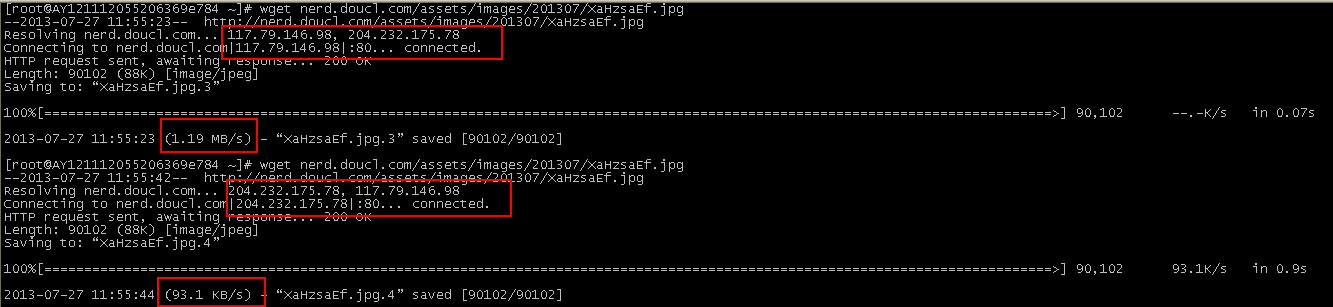 [root@AY121112055206369e784 ~]# wget nerd.doucl.com/assets/images/201307/XaHzsaEf.jpg
--2013-07-27 11:55:23-- http://nerd.doucl.com/assets/images/201307/XaHzsaEf.jpg
Resolving nerd.doucl.com... 117.79.146.98, 204.232.175.78
Connecting to nerd.doucl.com|117.79.146.98|:80... connected.
HTTP request sent, awaiting response... 200 OK
Length: 90102 (88K) [image/jpeg]
Saving to: “XaHzsaEf.jpg.3”
100%[======================================================================================================================================>] 90,102 --.-K/s in 0.07s
2013-07-27 11:55:23 (1.19 MB/s) - “XaHzsaEf.jpg.3” saved [90102/90102]
[root@AY121112055206369e784 ~]# wget nerd.doucl.com/assets/images/201307/XaHzsaEf.jpg
--2013-07-27 11:55:42-- http://nerd.doucl.com/assets/images/201307/XaHzsaEf.jpg
Resolving nerd.doucl.com... 204.232.175.78, 117.79.146.98
Connecting to nerd.doucl.com|204.232.175.78|:80... connected.
HTTP request sent, awaiting response... 200 OK
Length: 90102 (88K) [image/jpeg]
Saving to: “XaHzsaEf.jpg.4”
100%[======================================================================================================================================>] 90,102 93.1K/s in 0.9s
2013-07-27 11:55:44 (93.1 KB/s) - “XaHzsaEf.jpg.4” saved [90102/90102]